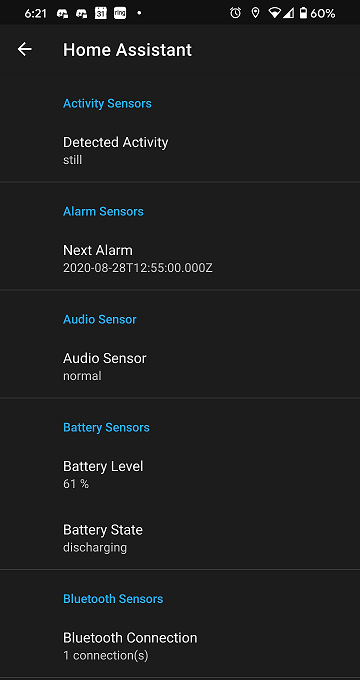 6:21 31 ring 60%
Home Assistant
Activity Sensors
Detected Activity
still
Alarm Sensors
Next Alarm
2020-08-28T12:55:00.000Z
Audio Sensor
Audio Sensor
normal
Battery Sensors
Battery Level
61 %
Battery State
discharging
Bluetooth Sensors
Bluetooth Connection
1 connection(s)